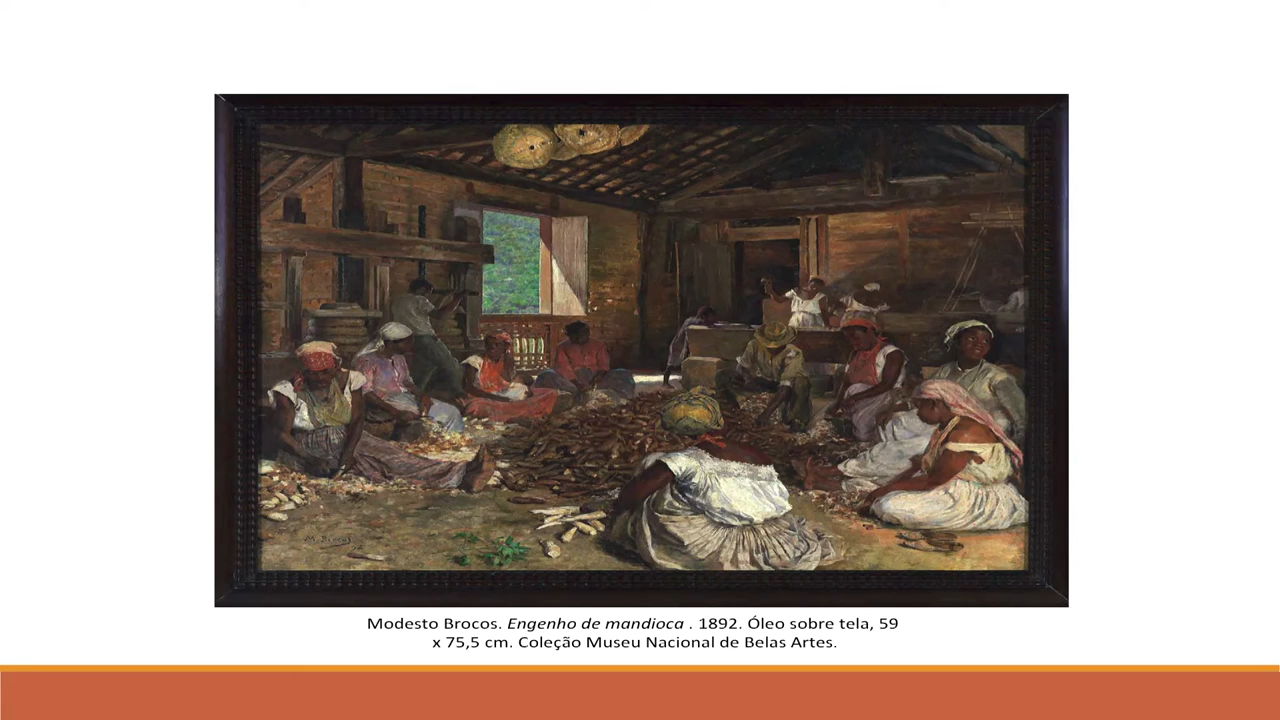 M. Brocos
Modesto Brocos. Engenho de mandioca . 1892. Óleo sobre tela, 59
x 75,5 cm. Coleção Museu Nacional de Belas Artes.